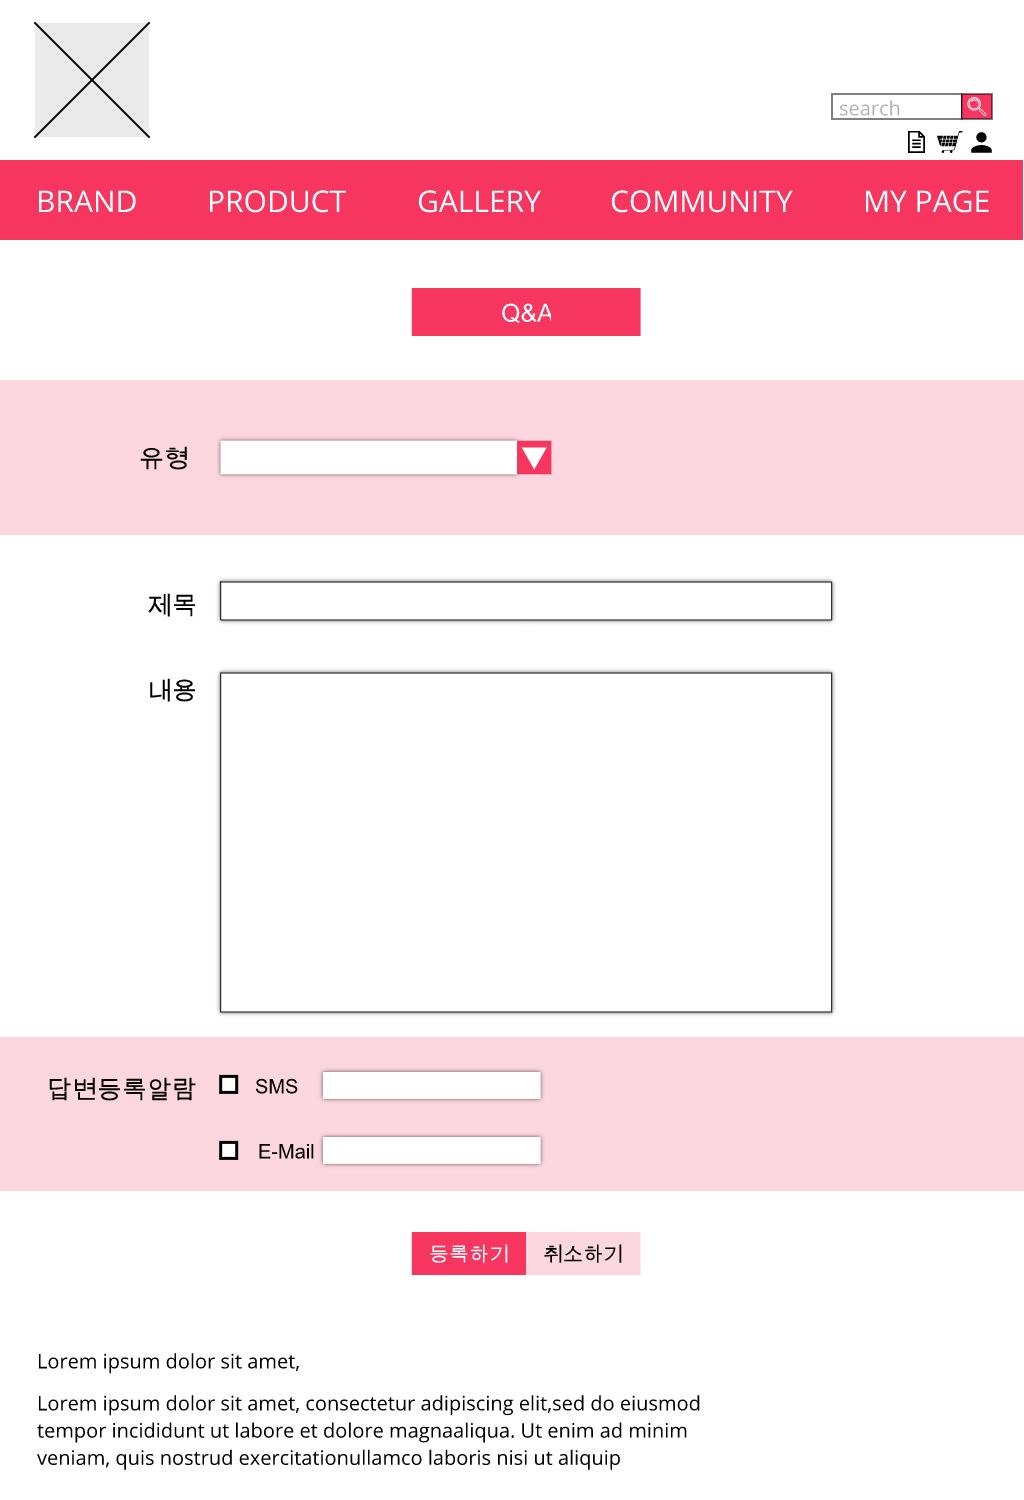 search
BRAND PRODUCT GALLERY COMMUNITY MY PAGE
Q&A
유형
제목
내용
답변등록알람 SMS
E-Mail
등록하기 취소하기
Lorem ipsum dolor sit amet,
Lorem ipsum dolor sit amet, consectetur adipiscing elit,sed do eiusmod
tempor incididunt ut labore et dolore magnaaliqua. Ut enim ad minim
veniam, quis nostrud exercitationullamco laboris nisi ut aliquip